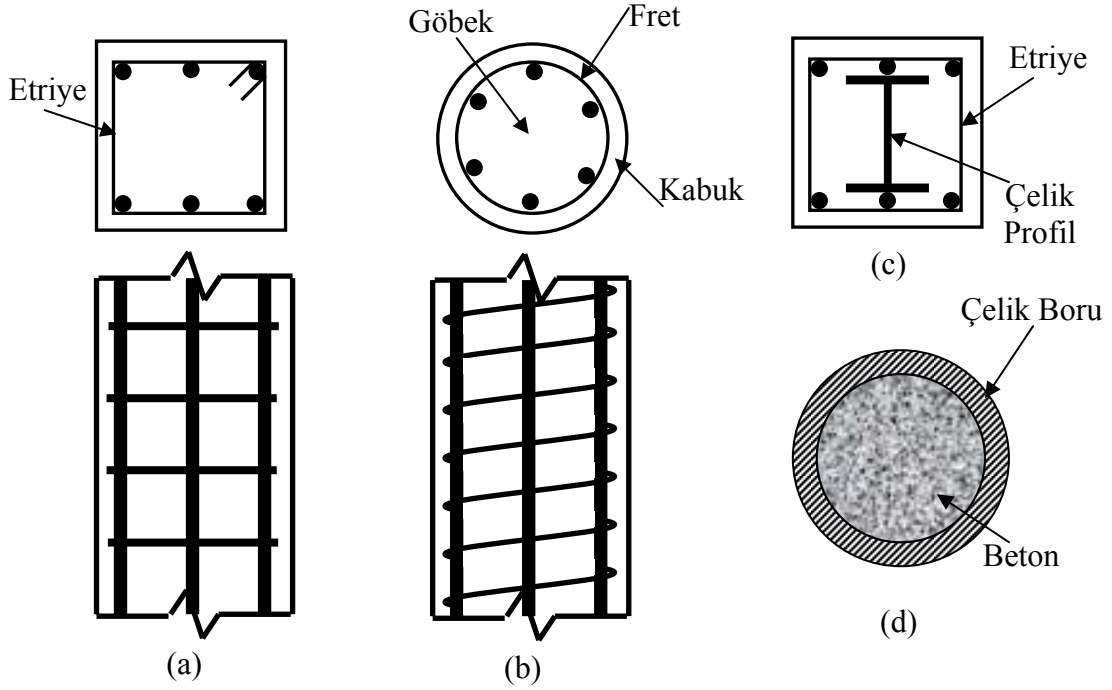 Etriye
(a)
Göbek
Fret
Kabuk
(b)
Etriye
Çelik
Profil
(c)
Çelik Boru
Beton
(d)